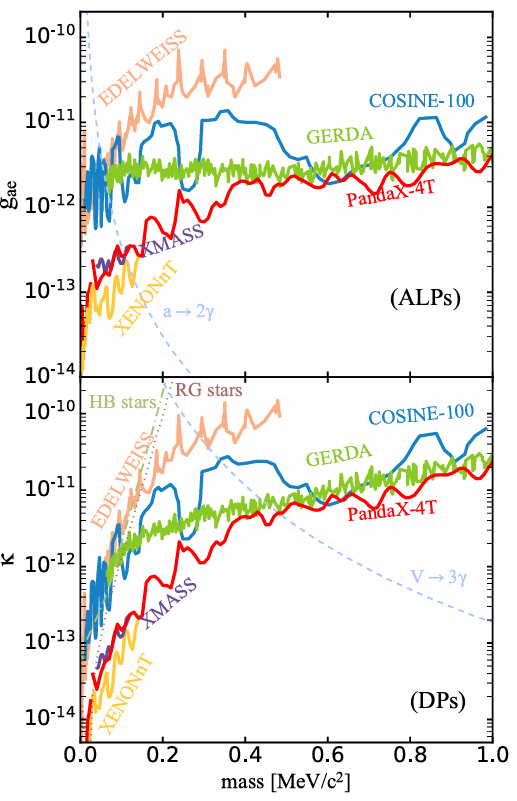 10⁻¹⁰
EDELWEISS
COSINE-100
10⁻¹¹
GERDA
gₐₑ
10⁻¹²
PandaX-4T
XMASS
10⁻¹³
XENONnT
a → 2γ
(ALPs)
10⁻¹⁴
HB stars
RG stars
10⁻¹⁰
EDELWEISS
COSINE-100
GERDA
10⁻¹¹
PandaX-4T
κ
10⁻¹²
V → 3γ
XMASS
10⁻¹³
XENONnT
(DPs)
10⁻¹⁴
0.0 0.2 0.4 0.6 0.8 1.0
mass [MeV/c²]